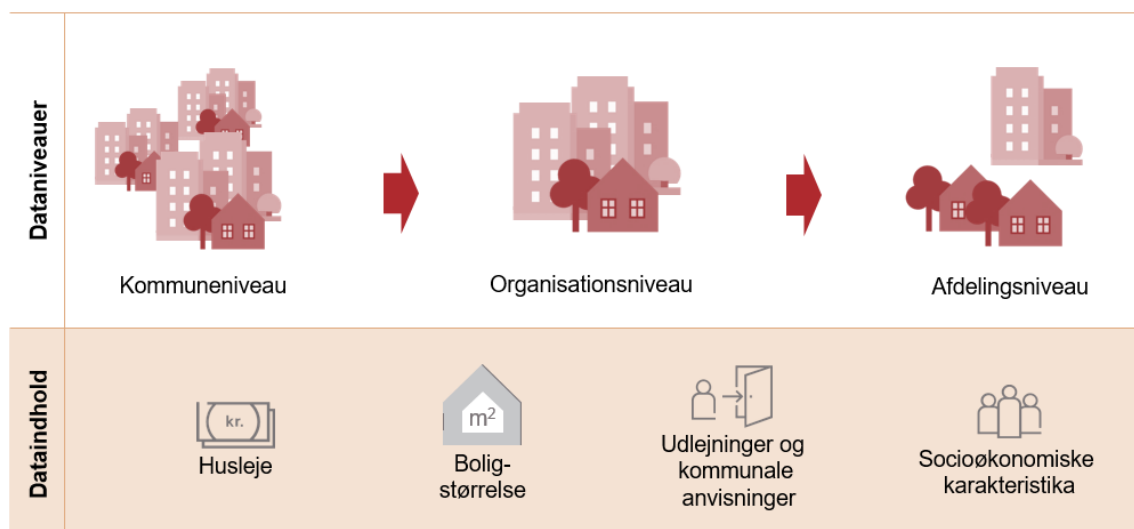 Dataniveauer
Kommuneniveau
Organisationsniveau
Afdelingsniveau
Dataindhold
kr.
Husleje
m²
Bolig-
størrelse
Udlejninger og
kommunale
anvisninger
Socioøkonomiske
karakteristika